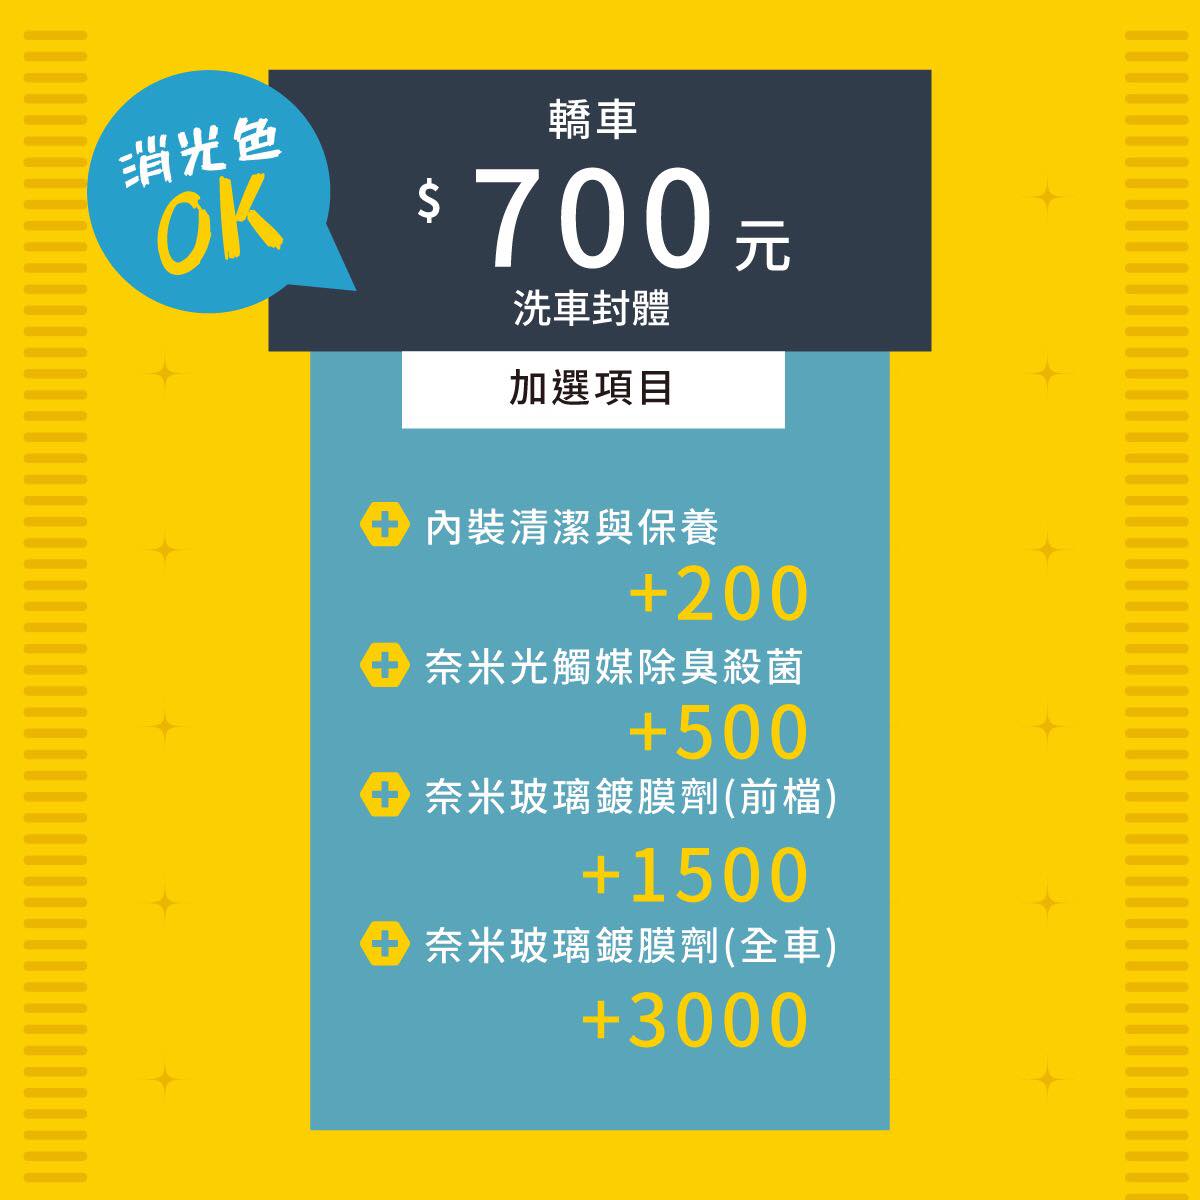 消光色
OK
轎車
$ 700 元
洗車封體
加選項目
內裝清潔與保養
+200
奈米光觸媒除臭殺菌
+500
奈米玻璃鍍膜劑(前檔)
+1500
奈米玻璃鍍膜劑(全車)
+3000